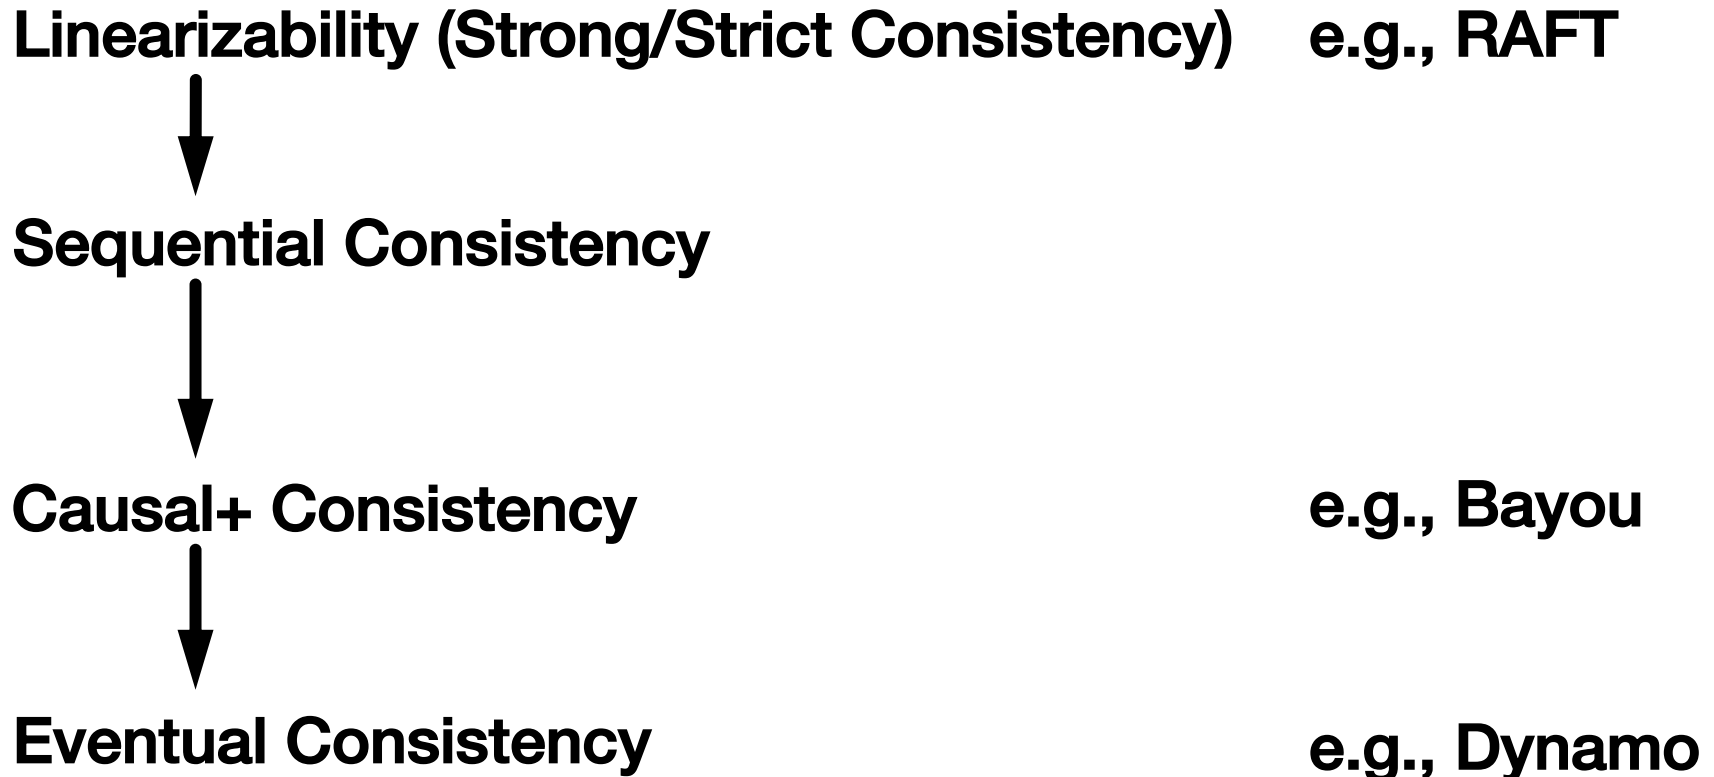 Linearizability (Strong/Strict Consistency) e.g., RAFT
Sequential Consistency
Causal+ Consistency e.g., Bayou
Eventual Consistency e.g., Dynamo